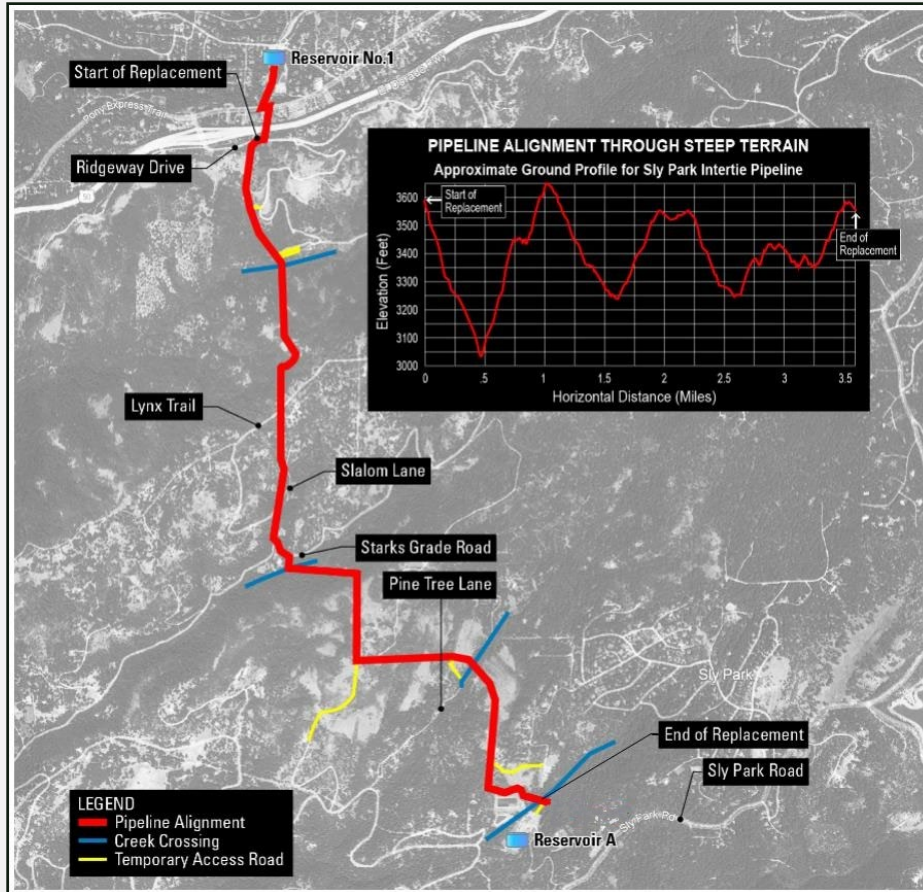 Reservoir No.1
Start of Replacement
Pony Express Trail
Ridgeway Drive
50
PIPELINE ALIGNMENT THROUGH STEEP TERRAIN
Approximate Ground Profile for Sly Park Intertie Pipeline
Elevation (Feet)
3600
3500
3400
3300
3200
3100
3000
Start of
Replacement
End of
Replacement
0
.5
1
1.5
2
2.5
3
3.5
Horizontal Distance (Miles)
Lynx Trail
Slalom Lane
Starks Grade Road
Pine Tree Lane
Sly Park
End of Replacement
Sly Park Road
Sly Park Rd
Reservoir A
LEGEND
Pipeline Alignment
Creek Crossing
Temporary Access Road